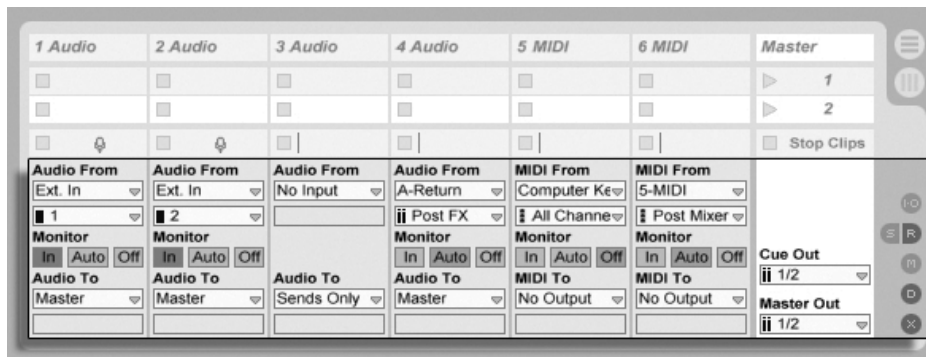 1 Audio 2 Audio 3 Audio 4 Audio 5 MIDI 6 MIDI Master
1
2
Stop Clips
Audio From Audio From Audio From Audio From MIDI From MIDI From
Ext. In Ext. In No Input A-Return Computer Ke 5-MIDI
1 2 Post FX All Channe Post Mixer
Monitor Monitor Monitor Monitor Monitor
In Auto Off In Auto Off In Auto Off In Auto Off In Auto Off
Cue Out
Audio To Audio To Audio To Audio To MIDI To MIDI To
1/2
Master Master Sends Only Master No Output No Output
Master Out
1/2
I·O
S R
M
D
X